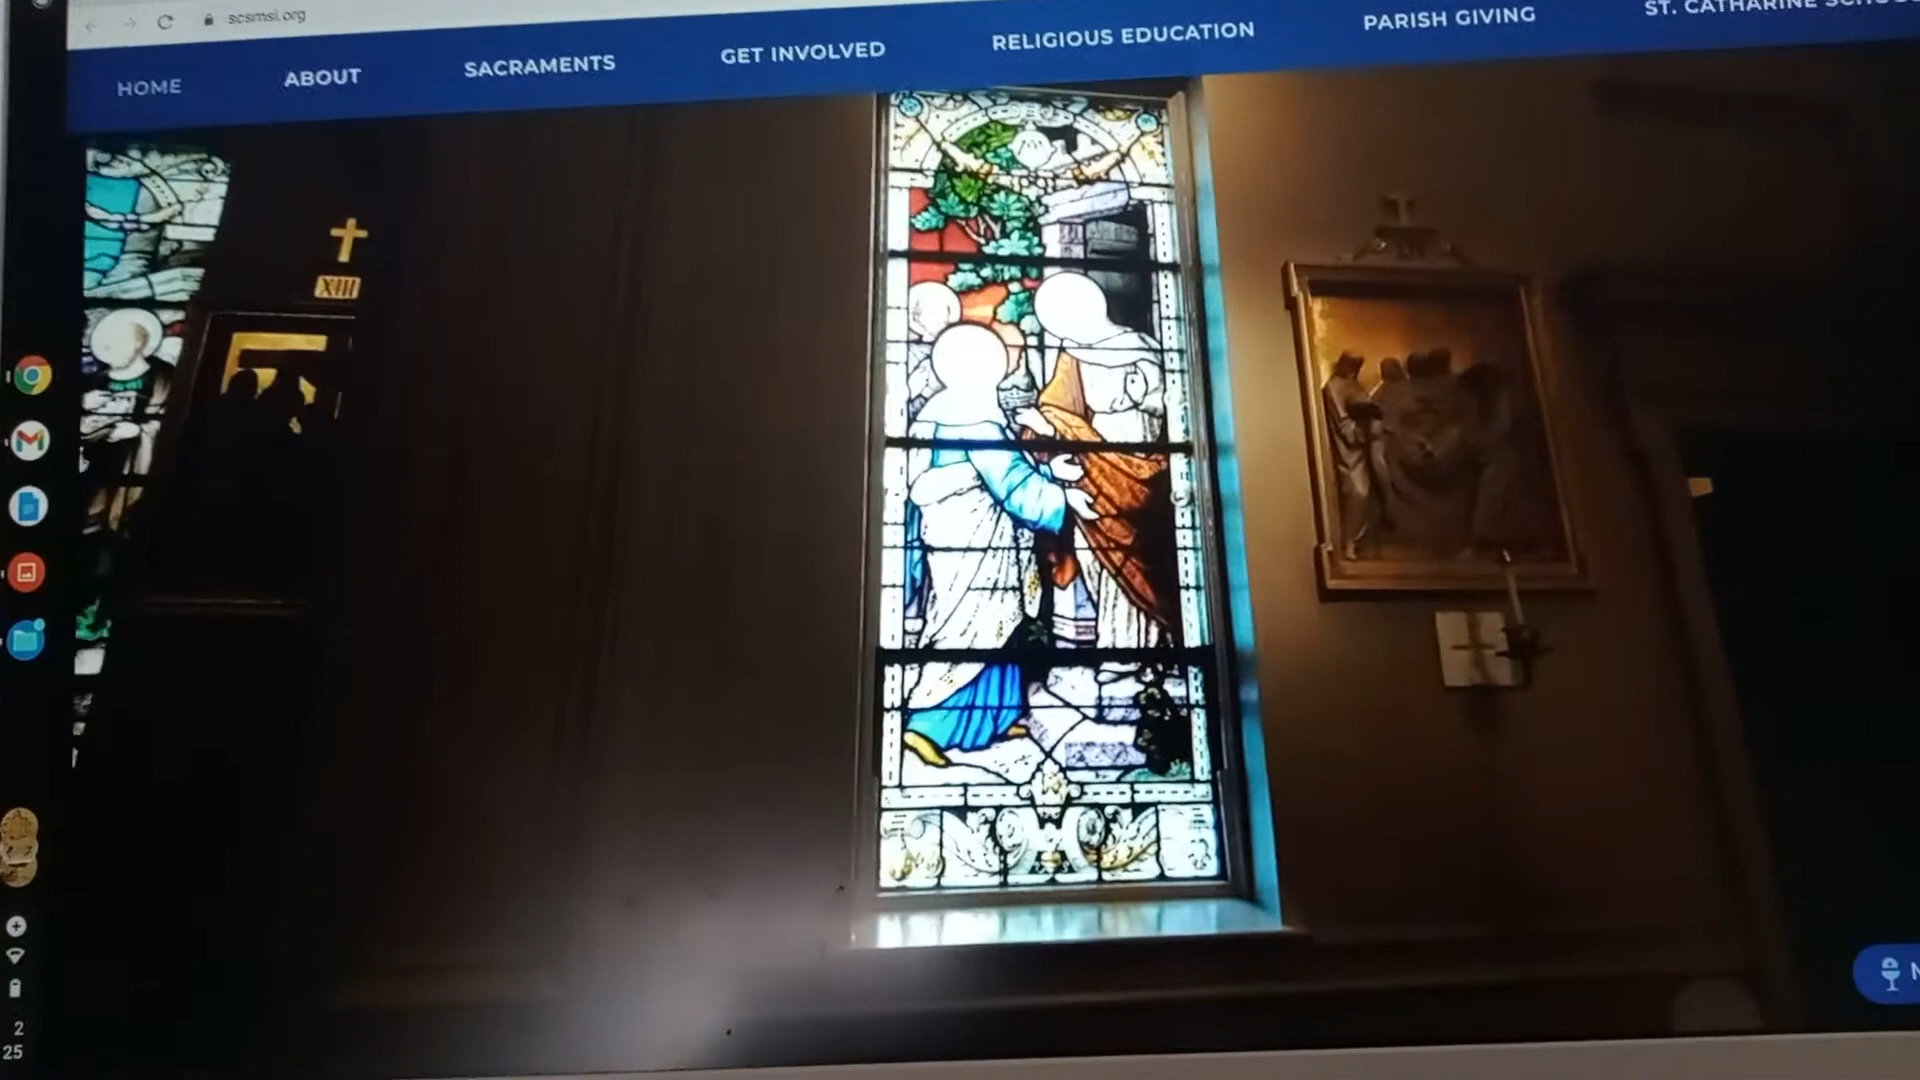 scsmsl.org
HOME
ABOUT
SACRAMENTS
GET INVOLVED
RELIGIOUS EDUCATION
PARISH GIVING
ST. CATHARINE
XIII
2
25